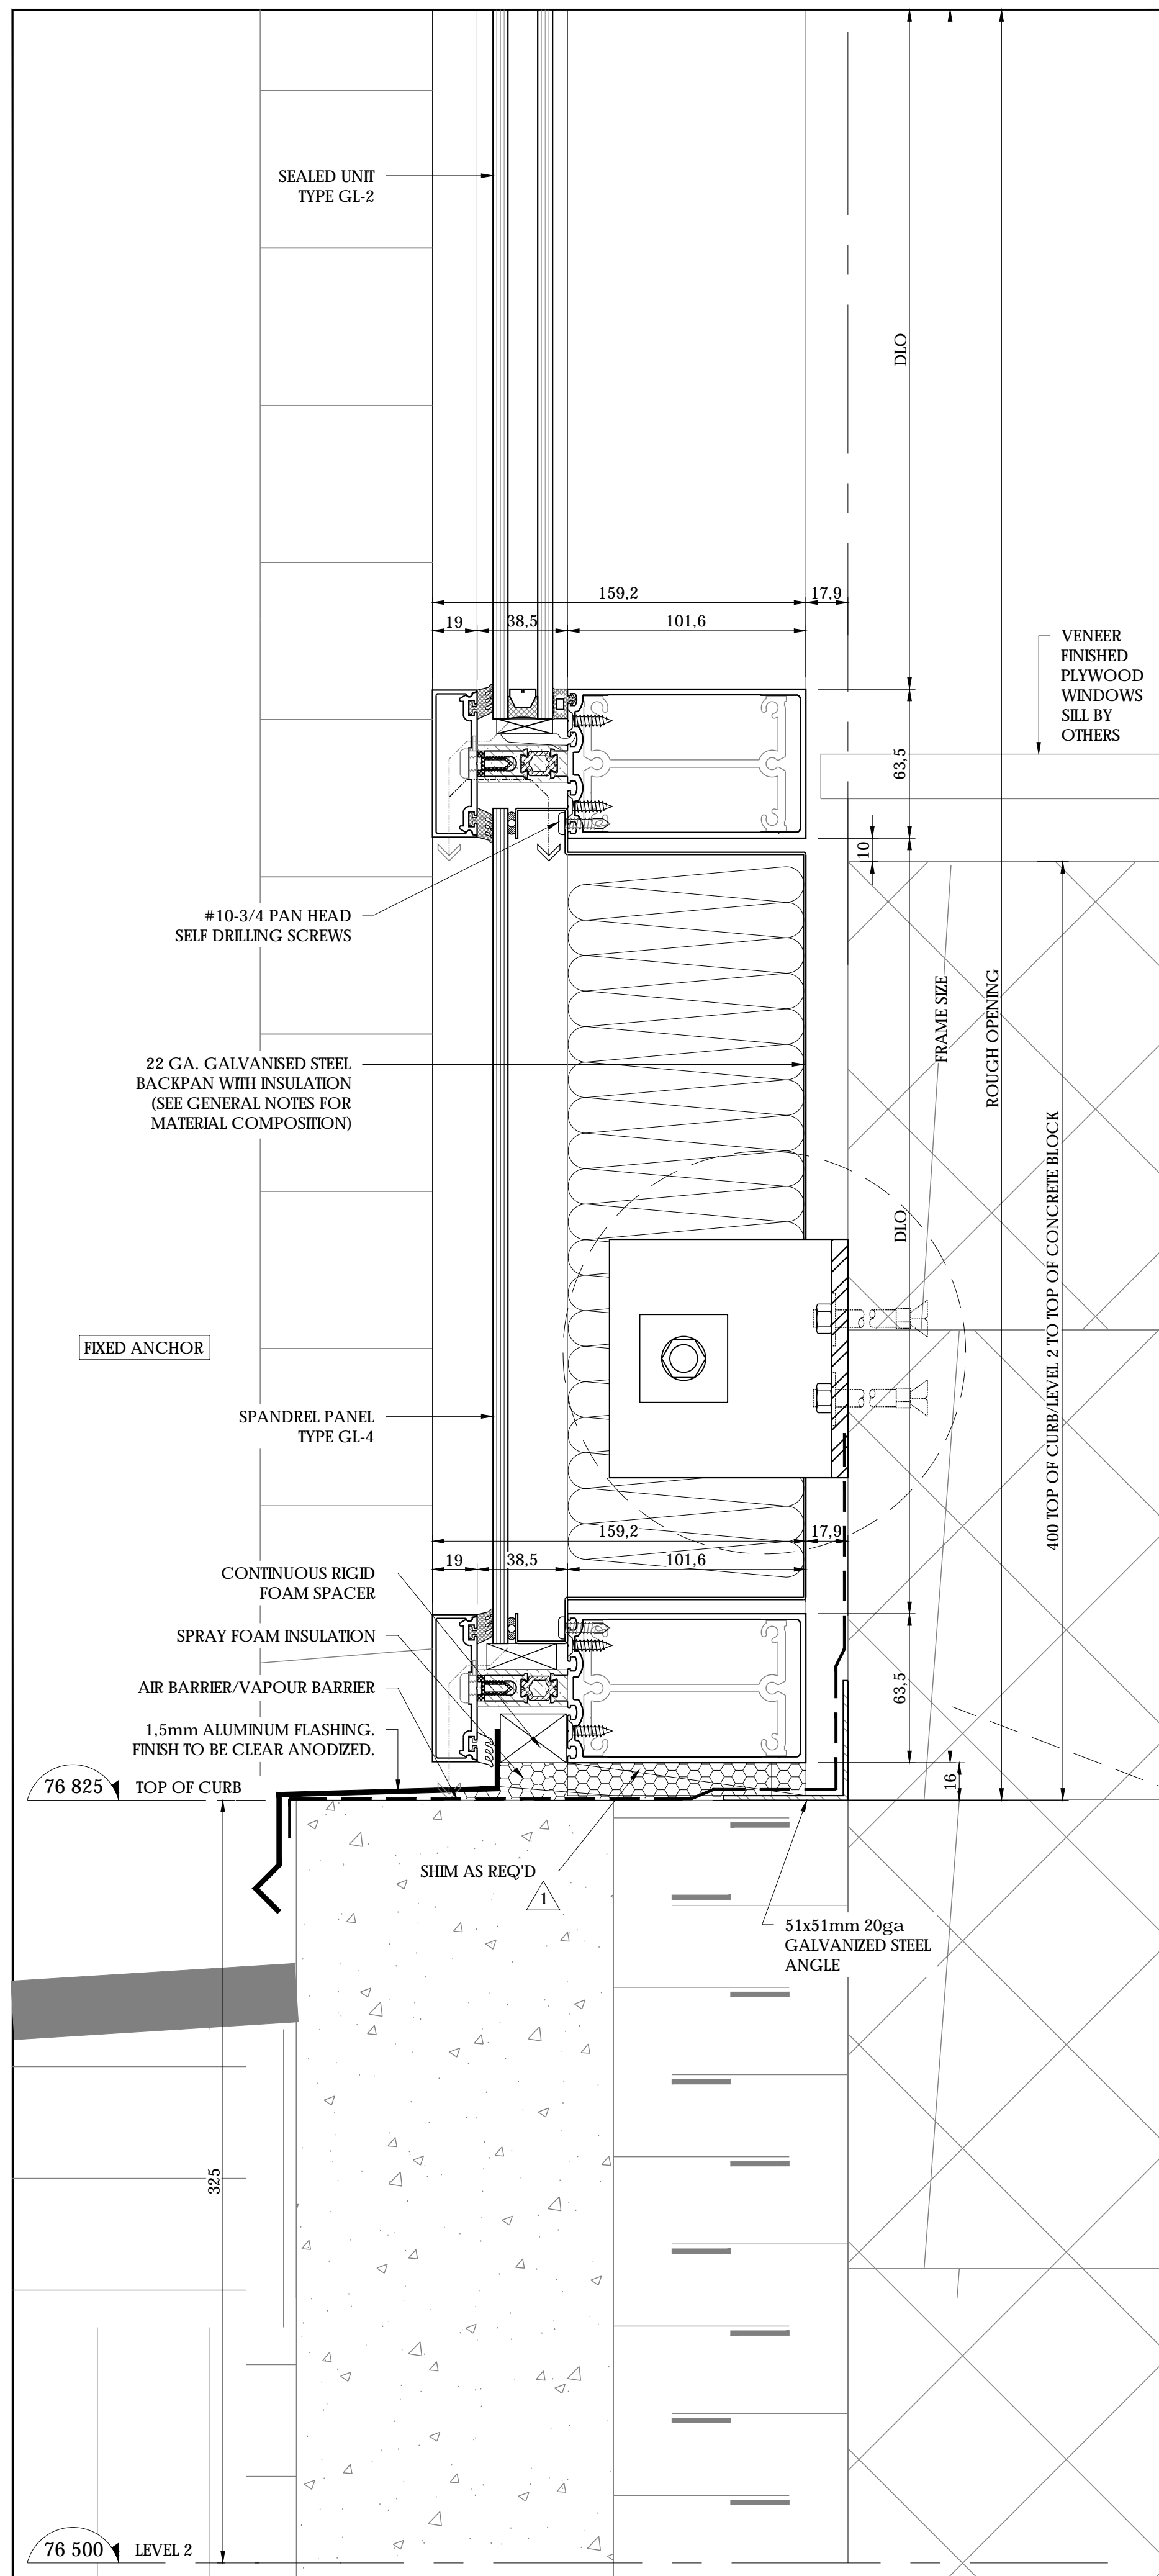 SEALED UNIT
TYPE GL-2
DLO
159,2
17,9
19
38,5
101,6
VENEER
FINISHED
PLYWOOD
WINDOWS
SILL BY
OTHERS
63,5
10
#10-3/4 PAN HEAD
SELF DRILLING SCREWS
FRAME SIZE
ROUGH OPENING
22 GA. GALVANISED STEEL
BACKPAN WITH INSULATION
(SEE GENERAL NOTES FOR
MATERIAL COMPOSITION)
400 TOP OF CURB/LEVEL 2 TO TOP OF CONCRETE BLOCK
DLO
FIXED ANCHOR
SPANDREL PANEL
TYPE GL-4
159,2
17,9
19
38,5
101,6
CONTINUOUS RIGID
FOAM SPACER
SPRAY FOAM INSULATION
AIR BARRIER/VAPOUR BARRIER
63,5
1,5mm ALUMINUM FLASHING.
FINISH TO BE CLEAR ANODIZED.
16
76 825
TOP OF CURB
SHIM AS REQ'D
1
51x51mm 20ga
GALVANIZED STEEL
ANGLE
325
76 500
LEVEL 2